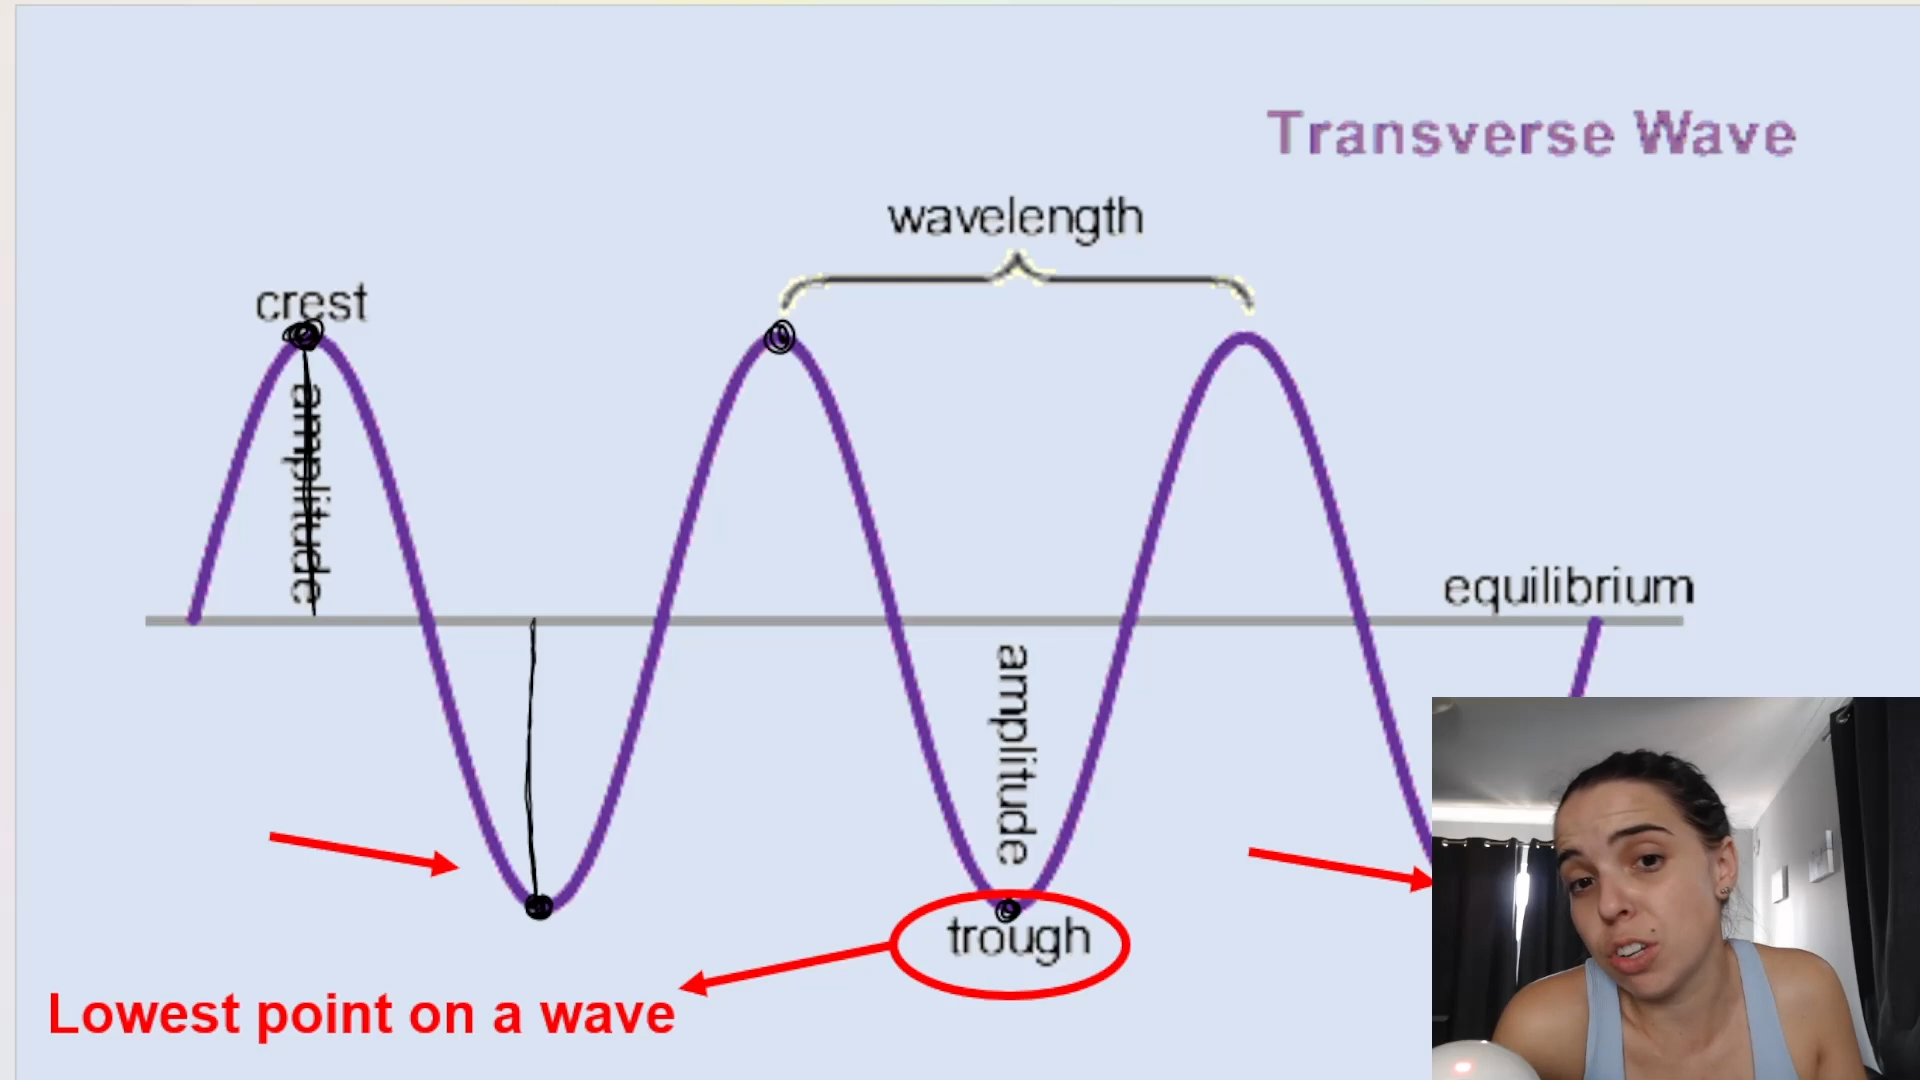 Transverse Wave
wavelength
crest
amplitude
equilibrium
amplitude
trough
Lowest point on a wave